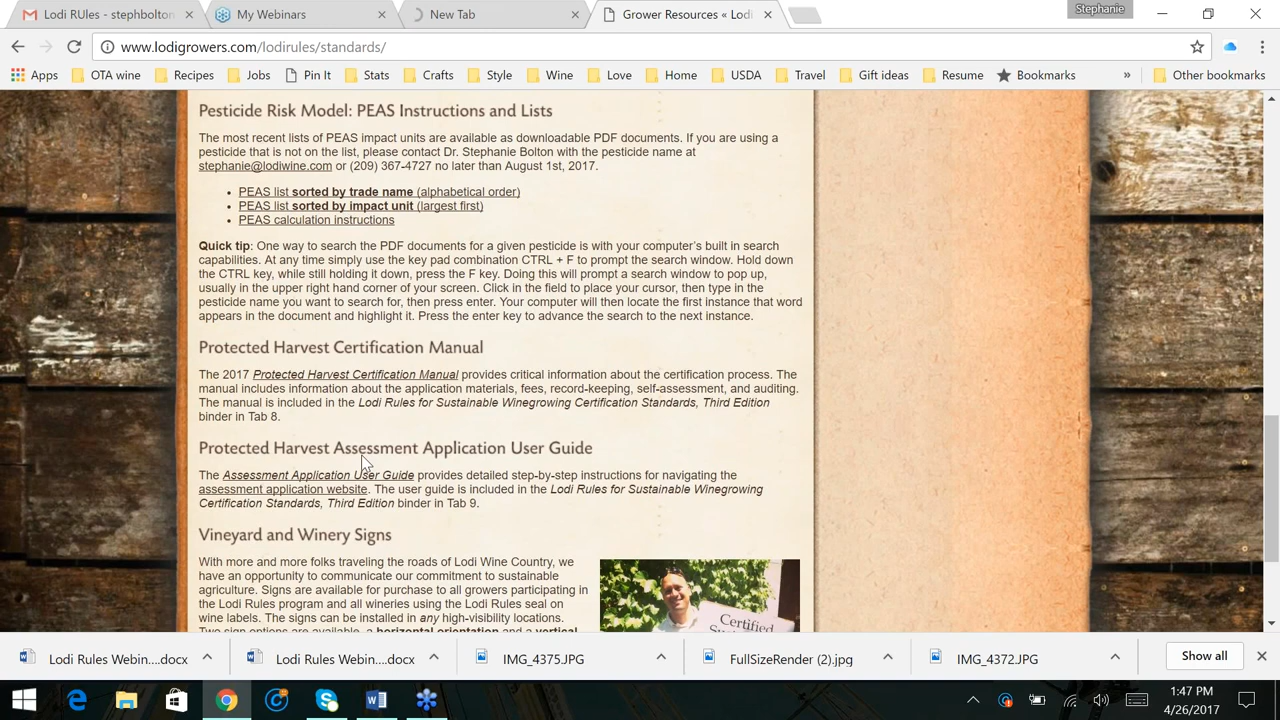 Lodi RUles - stephbolton
My Webinars
New Tab
Grower Resources « Lodi
Stephanie
www.lodigrowers.com/lodirules/standards/
Apps OTA wine Recipes Jobs Pin It Stats Crafts Style Wine Love Home USDA Travel Gift ideas Resume Bookmarks » Other bookmarks
Pesticide Risk Model: PEAS Instructions and Lists
The most recent lists of PEAS impact units are available as downloadable PDF documents. If you are using a
pesticide that is not on the list, please contact Dr. Stephanie Bolton with the pesticide name at
stephanie@lodiwine.com or (209) 367-4727 no later than August 1st, 2017.
• PEAS list sorted by trade name (alphabetical order)
• PEAS list sorted by impact unit (largest first)
• PEAS calculation instructions
Quick tip: One way to search the PDF documents for a given pesticide is with your computer's built in search
capabilities. At any time simply use the key pad combination CTRL + F to prompt the search window. Hold down
the CTRL key, while still holding it down, press the F key. Doing this will prompt a search window to pop up,
usually in the upper right hand corner of your screen. Click in the field to place your cursor, then type in the
pesticide name you want to search for, then press enter. Your computer will then locate the first instance that word
appears in the document and highlight it. Press the enter key to advance the search to the next instance.
Protected Harvest Certification Manual
The 2017 Protected Harvest Certification Manual provides critical information about the certification process. The
manual includes information about the application materials, fees, record-keeping, self-assessment, and auditing.
The manual is included in the Lodi Rules for Sustainable Winegrowing Certification Standards, Third Edition
binder in Tab 8.
Protected Harvest Assessment Application User Guide
The Assessment Application User Guide provides detailed step-by-step instructions for navigating the
assessment application website. The user guide is included in the Lodi Rules for Sustainable Winegrowing
Certification Standards, Third Edition binder in Tab 9.
Vineyard and Winery Signs
With more and more folks traveling the roads of Lodi Wine Country, we
have an opportunity to communicate our commitment to sustainable
agriculture. Signs are available for purchase to all growers participating in
the Lodi Rules program and all wineries using the Lodi Rules seal on
wine labels. The signs can be installed in any high-visibility locations.
Two sign options are available, a horizontal orientation and a vertical
Certified
Lodi Rules Webin....docx
Lodi Rules Webin....docx
IMG_4375.JPG
FullSizeRender (2).jpg
IMG_4372.JPG
Show all
1:47 PM
4/26/2017